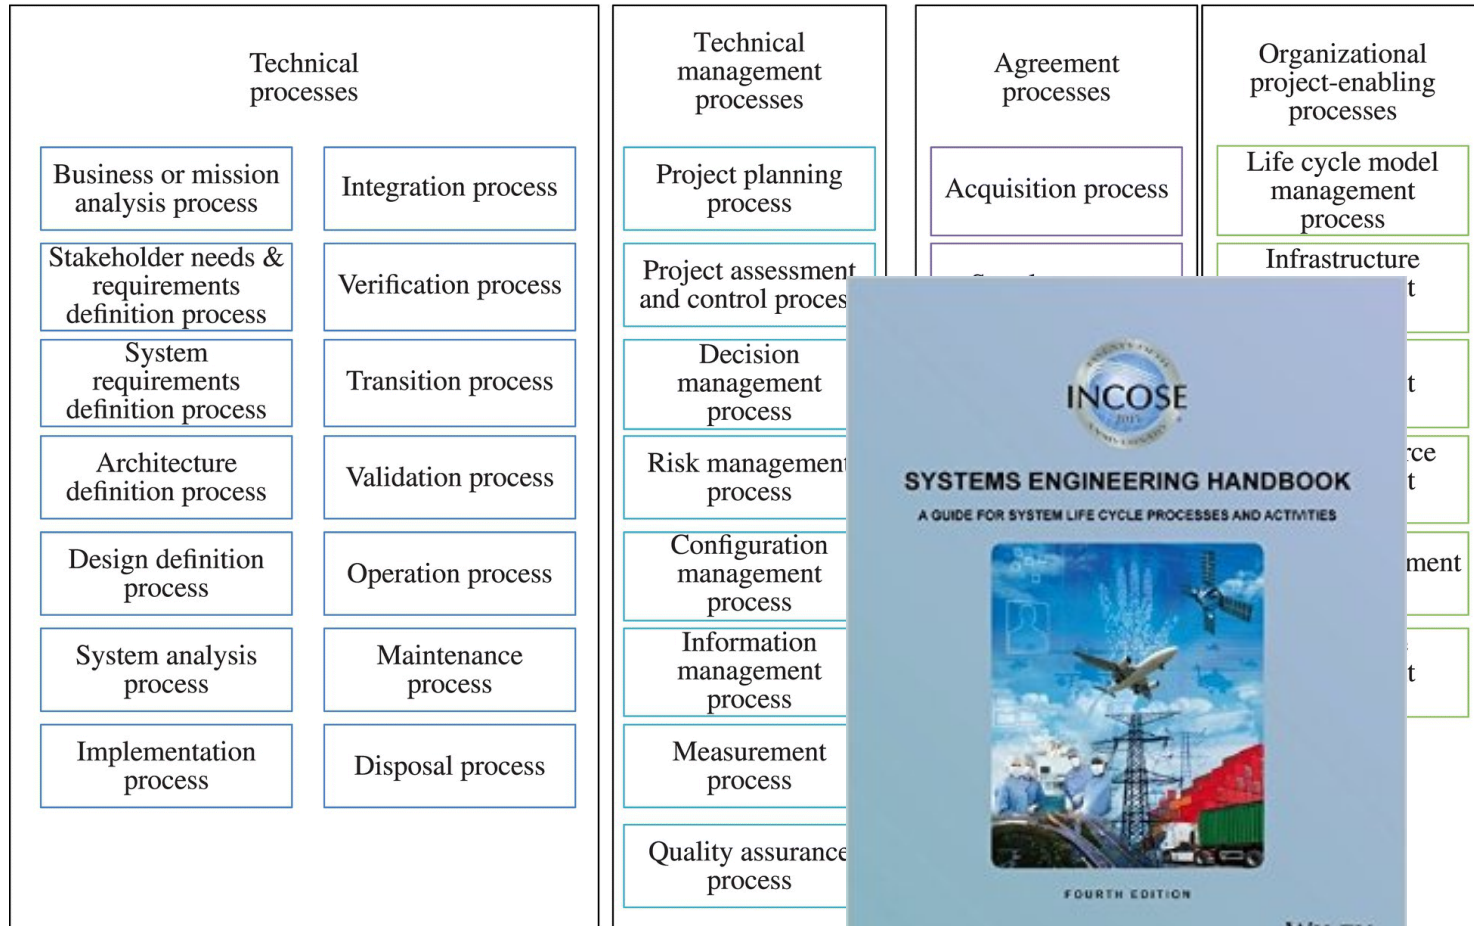 Technical
processes
Business or mission
analysis process
Stakeholder needs &
requirements
definition process
System
requirements
definition process
Architecture
definition process
Design definition
process
System analysis
process
Implementation
process
Integration process
Verification process
Transition process
Validation process
Operation process
Maintenance
process
Disposal process
Technical
management
processes
Project planning
process
Project assessment
and control process
Decision
management
process
Risk management
process
Configuration
management
process
Information
management
process
Measurement
process
Quality assurance
process
Agreement
processes
Acquisition process
Organizational
project-enabling
processes
Life cycle model
management
process
Infrastructure
t
t
rce
t
ment
t
INCOSE
2015
SYSTEMS ENGINEERING HANDBOOK
A GUIDE FOR SYSTEM LIFE CYCLE PROCESSES AND ACTIVITIES
FOURTH EDITION